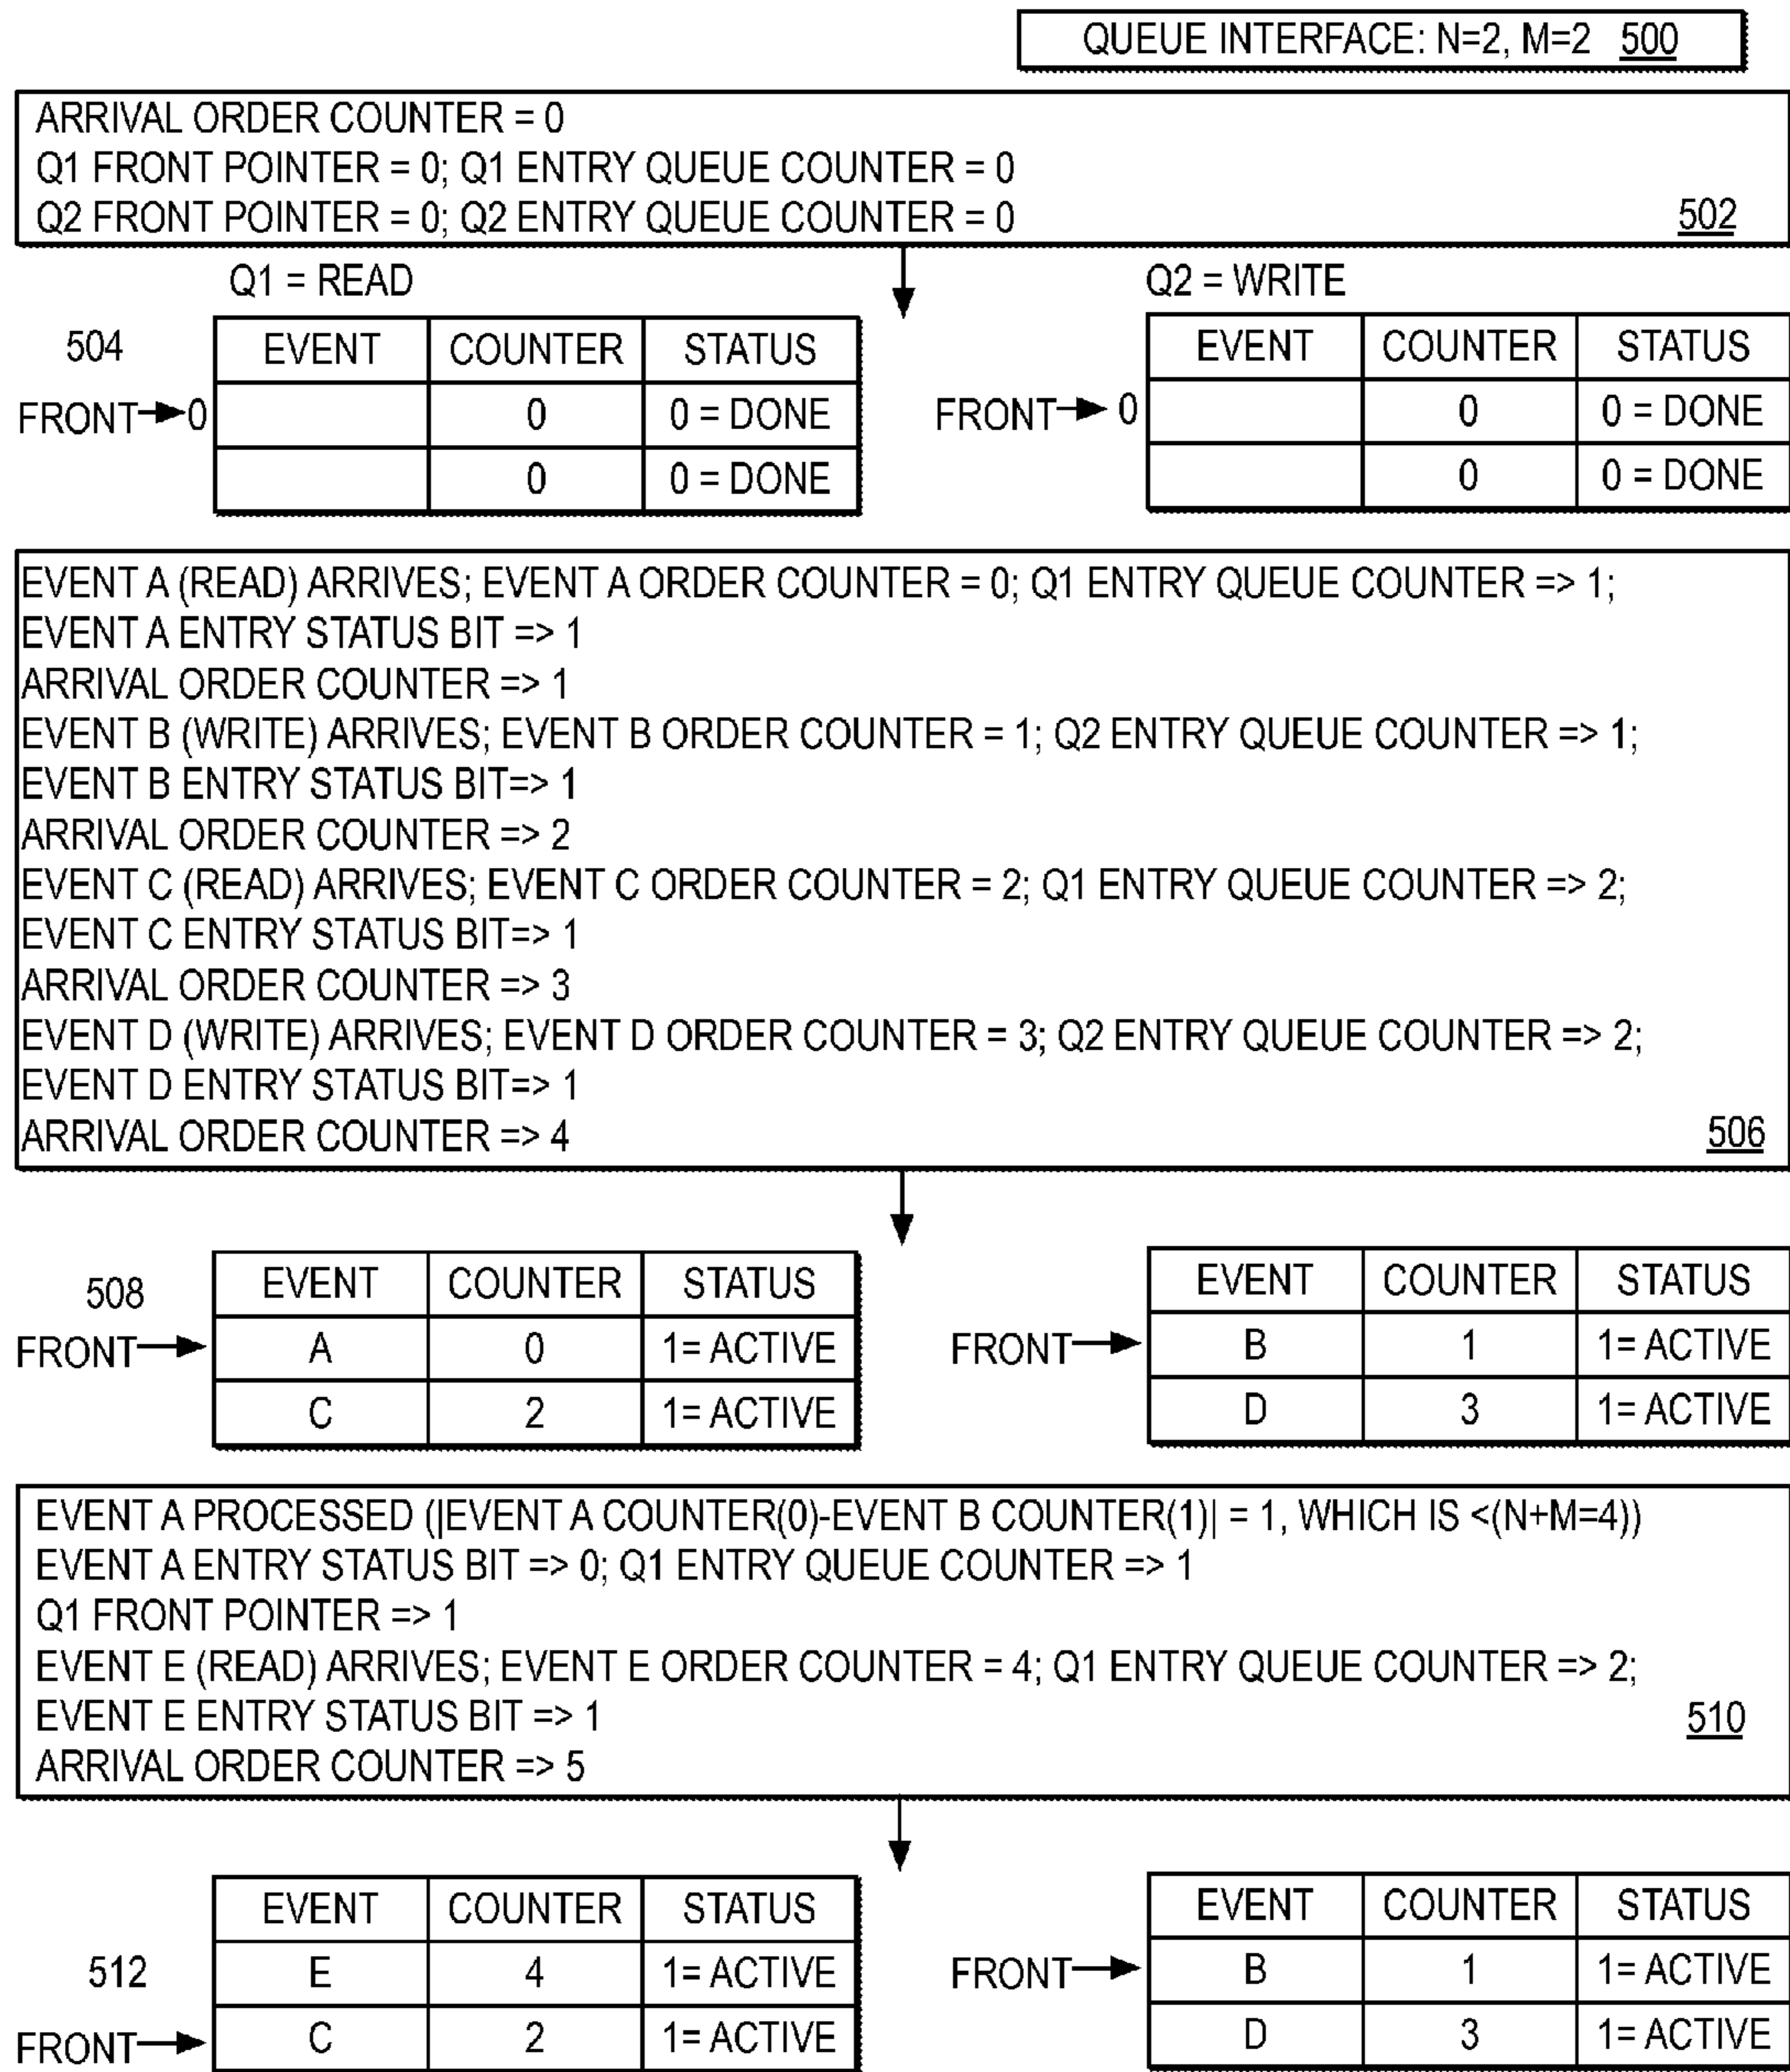 QUEUE INTERFACE: N=2, M=2 500
ARRIVAL ORDER COUNTER = 0
Q1 FRONT POINTER = 0; Q1 ENTRY QUEUE COUNTER = 0
Q2 FRONT POINTER = 0; Q2 ENTRY QUEUE COUNTER = 0
502
Q1 = READ
Q2 = WRITE
504
EVENT COUNTER STATUS
EVENT COUNTER STATUS
FRONT 0 0 0 = DONE
FRONT 0 0 0 = DONE
0 0 = DONE
0 0 = DONE
EVENT A (READ) ARRIVES; EVENT A ORDER COUNTER = 0; Q1 ENTRY QUEUE COUNTER => 1;
EVENT A ENTRY STATUS BIT => 1
ARRIVAL ORDER COUNTER => 1
EVENT B (WRITE) ARRIVES; EVENT B ORDER COUNTER = 1; Q2 ENTRY QUEUE COUNTER => 1;
EVENT B ENTRY STATUS BIT=> 1
ARRIVAL ORDER COUNTER => 2
EVENT C (READ) ARRIVES; EVENT C ORDER COUNTER = 2; Q1 ENTRY QUEUE COUNTER => 2;
EVENT C ENTRY STATUS BIT=> 1
ARRIVAL ORDER COUNTER => 3
EVENT D (WRITE) ARRIVES; EVENT D ORDER COUNTER = 3; Q2 ENTRY QUEUE COUNTER => 2;
EVENT D ENTRY STATUS BIT=> 1
ARRIVAL ORDER COUNTER => 4
506
508
EVENT COUNTER STATUS
EVENT COUNTER STATUS
FRONT A 0 1= ACTIVE
FRONT B 1 1= ACTIVE
C 2 1= ACTIVE
D 3 1= ACTIVE
EVENT A PROCESSED (|EVENT A COUNTER(0)-EVENT B COUNTER(1)| = 1, WHICH IS <(N+M=4))
EVENT A ENTRY STATUS BIT => 0; Q1 ENTRY QUEUE COUNTER => 1
Q1 FRONT POINTER => 1
EVENT E (READ) ARRIVES; EVENT E ORDER COUNTER = 4; Q1 ENTRY QUEUE COUNTER => 2;
EVENT E ENTRY STATUS BIT => 1
510
ARRIVAL ORDER COUNTER => 5
EVENT COUNTER STATUS
EVENT COUNTER STATUS
512 E 4 1= ACTIVE
FRONT B 1 1= ACTIVE
FRONT C 2 1= ACTIVE
D 3 1= ACTIVE